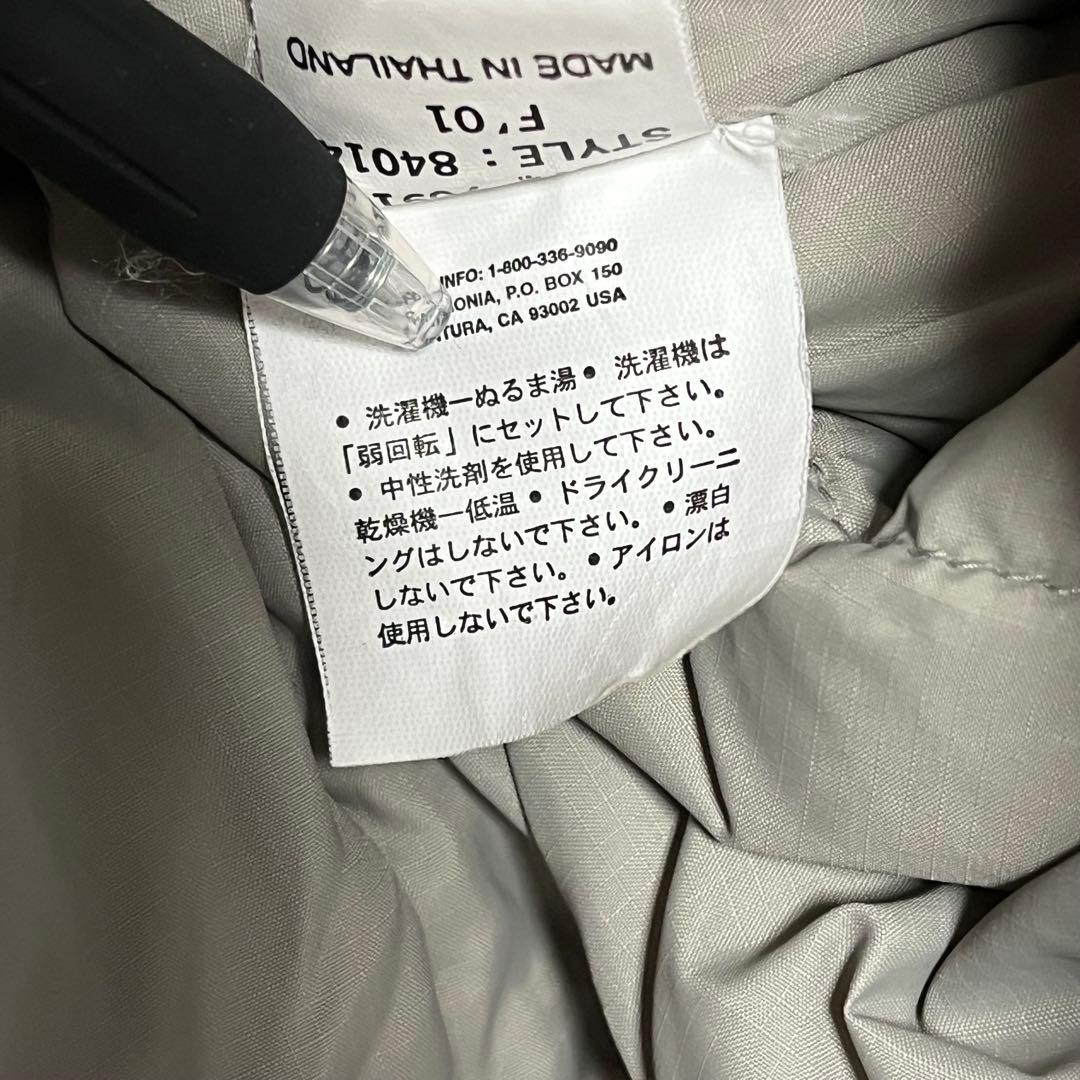 MADE IN THAILAND
F'01
STYLE: 8401
INFO: 1-800-336-9090
ONIA, P.O. BOX 150
TURA, CA 93002 USA
• 洗濯機—ぬるま湯 • 洗濯機は
「弱回転」にセットして下さい。
• 中性洗剤を使用して下さい。
乾燥機—低温 • ドライクリーニ
ングはしないで下さい。 • 漂白
しないで下さい。 • アイロンは
使用しないで下さい。